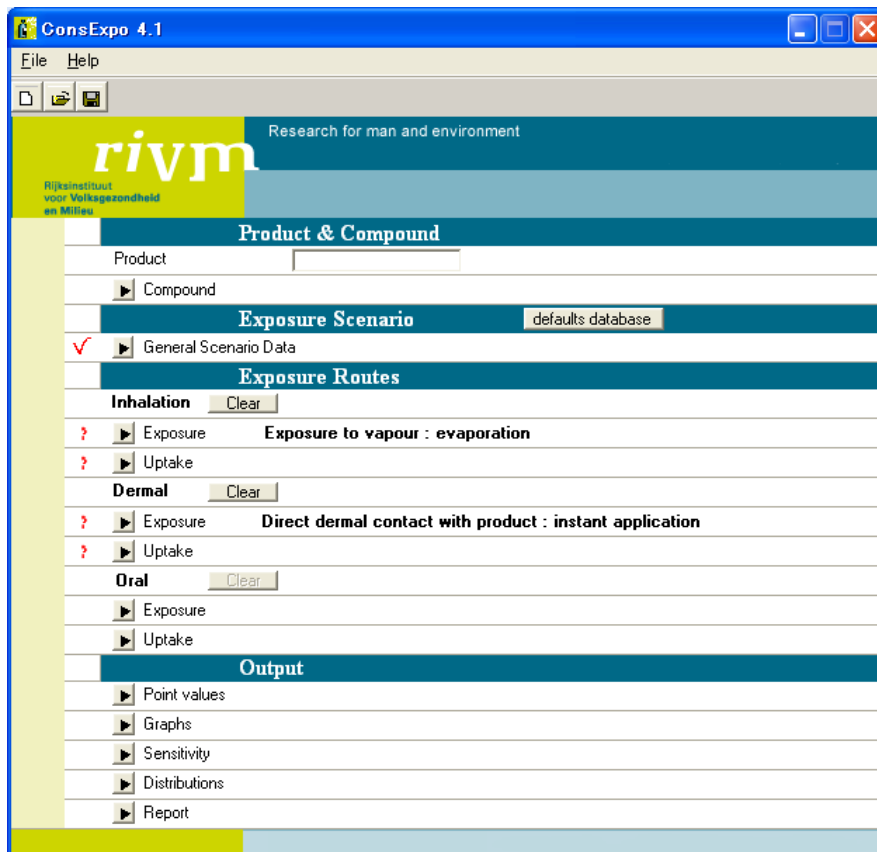 ConsExpo 4.1
File Help
Research for man and environment
rivm
Rijksinstituut
voor Volksgezondheid
en Milieu
Product & Compound
Product
Compound
Exposure Scenario defaults database
General Scenario Data
Exposure Routes
Inhalation Clear
? Exposure Exposure to vapour : evaporation
? Uptake
Dermal Clear
? Exposure Direct dermal contact with product : instant application
? Uptake
Oral Clear
Exposure
Uptake
Output
Point values
Graphs
Sensitivity
Distributions
Report